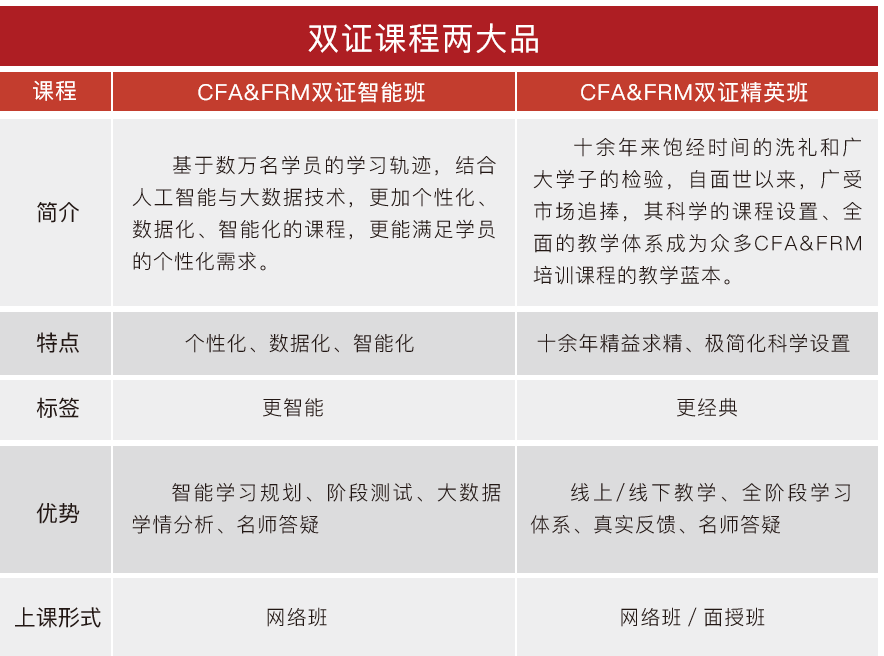 双证课程两大品
课程
CFA&FRM双证智能班
CFA&FRM双证精英班
简介
基于数万名学员的学习轨迹，结合
人工智能与大数据技术，更加个性化、
数据化、智能化的课程，更能满足学员
的个性化需求。
十余年来饱经时间的洗礼和广
大学子的检验，自面世以来，广受
市场追捧，其科学的课程设置、全
面的教学体系成为众多CFA&FRM
培训课程的教学蓝本。
特点
个性化、数据化、智能化
十余年精益求精、极简化科学设置
标签
更智能
更经典
优势
智能学习规划、阶段测试、大数据
学情分析、名师答疑
线上/线下教学、全阶段学习
体系、真实反馈、名师答疑
上课形式
网络班
网络班 / 面授班